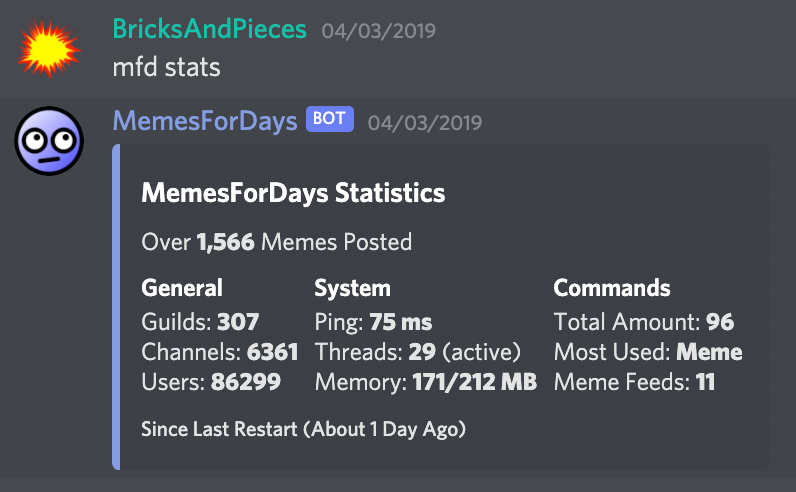 BricksAndPieces 04/03/2019
mfd stats
MemesForDays BOT 04/03/2019
MemesForDays Statistics
Over 1,566 Memes Posted
General System Commands
Guilds: 307 Ping: 75 ms Total Amount: 96
Channels: 6361 Threads: 29 (active) Most Used: Meme
Users: 86299 Memory: 171/212 MB Meme Feeds: 11
Since Last Restart (About 1 Day Ago)